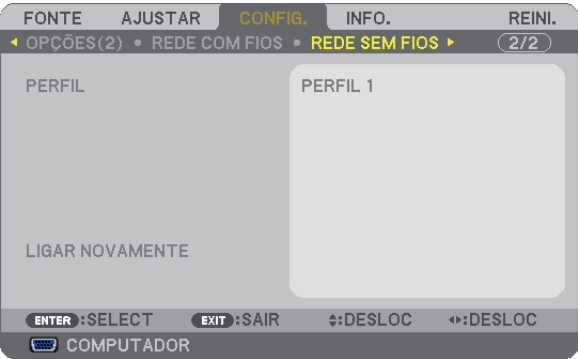 FONTE AJUSTAR CONFIG. INFO. REINI.
OPÇÕES(2) • REDE COM FIOS • REDE SEM FIOS 2/2
PERFIL PERFIL 1
LIGAR NOVAMENTE
ENTER :SELECT EXIT :SAIR :DESLOC :DESLOC
COMPUTADOR